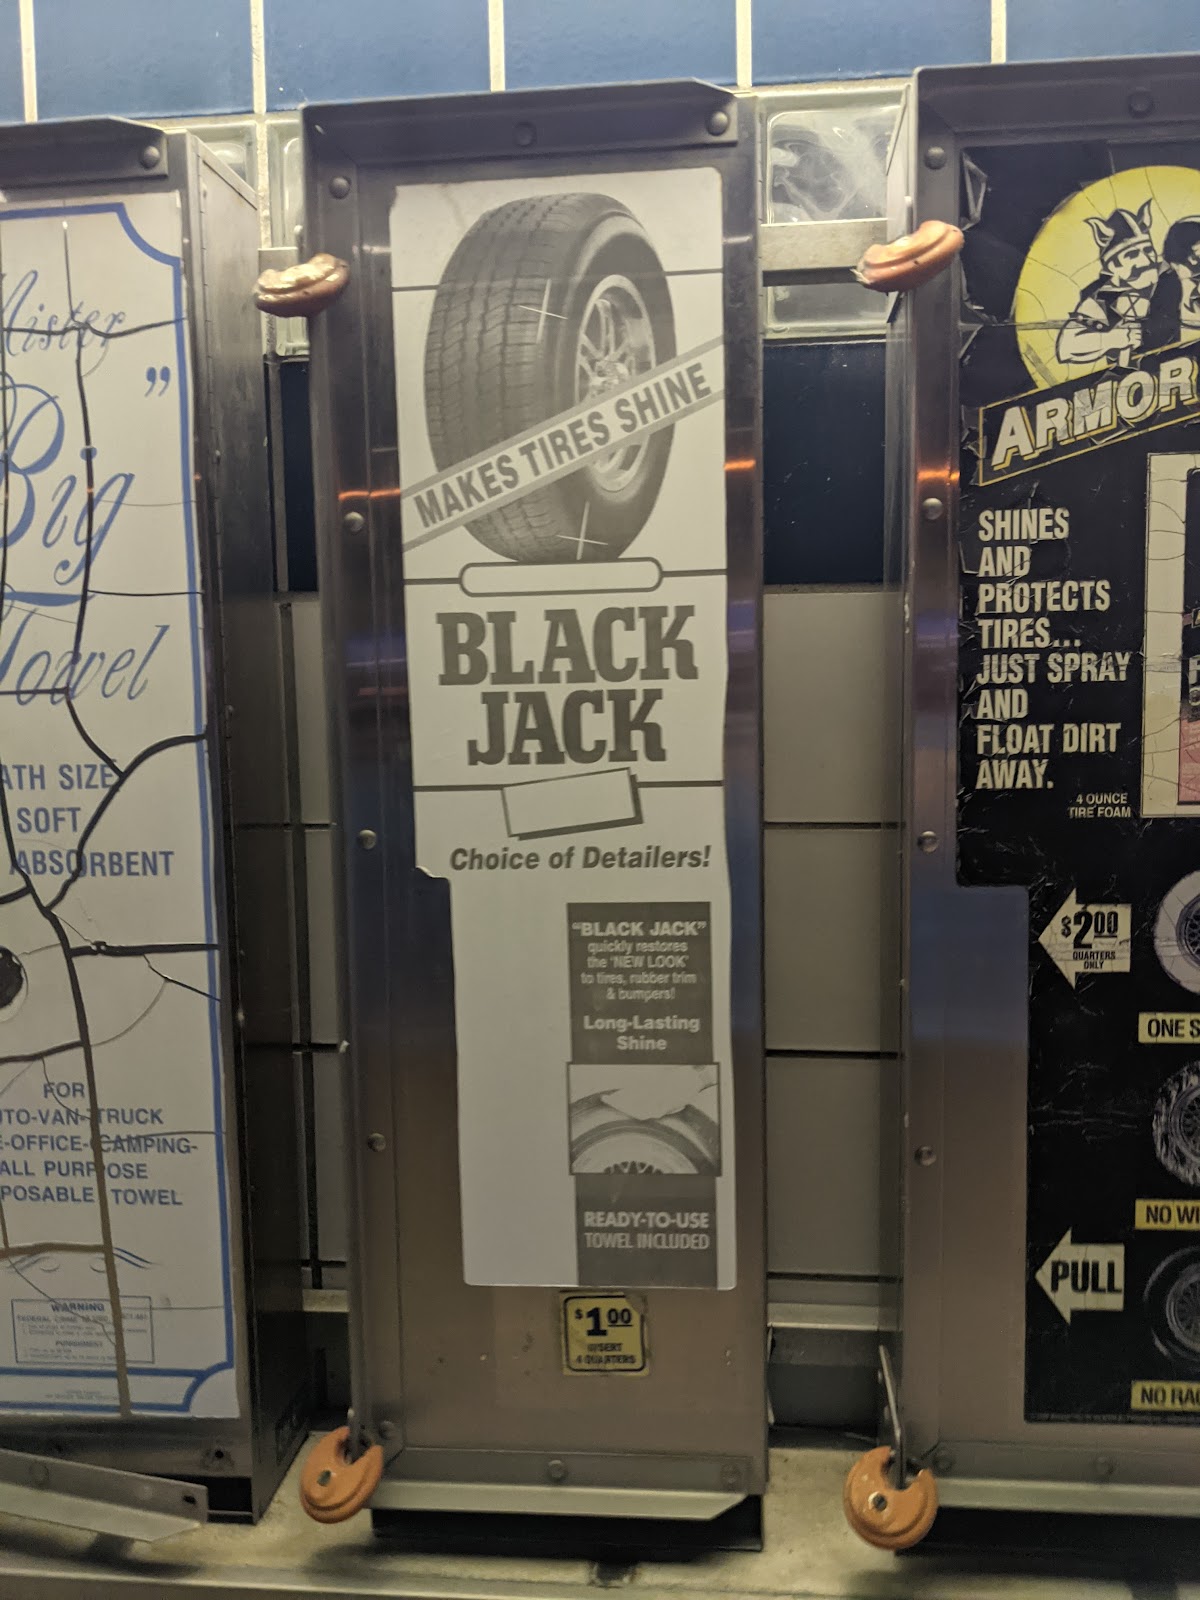 Mister
"
Big
Towel
ATH SIZE
SOFT
ABSORBENT
FOR
UTO-VAN-TRUCK
E-OFFICE-CAMPING-
ALL PURPOSE
POSABLE TOWEL
WARNING
MAKES TIRES SHINE
BLACK
JACK
Choice of Detailers!
"BLACK JACK"
quickly restores
the 'NEW LOOK'
to tires, rubber trim
& bumpers!
Long-Lasting
Shine
READY-TO-USE
TOWEL INCLUDED
$1.00
INSERT
4 QUARTERS
ARMOR
SHINES
AND
PROTECTS
TIRES...
JUST SPRAY
AND
FLOAT DIRT
AWAY.
4 OUNCE
TIRE FOAM
$2.00
QUARTERS
ONLY
ONE S
NO WI
PULL
NO RAG